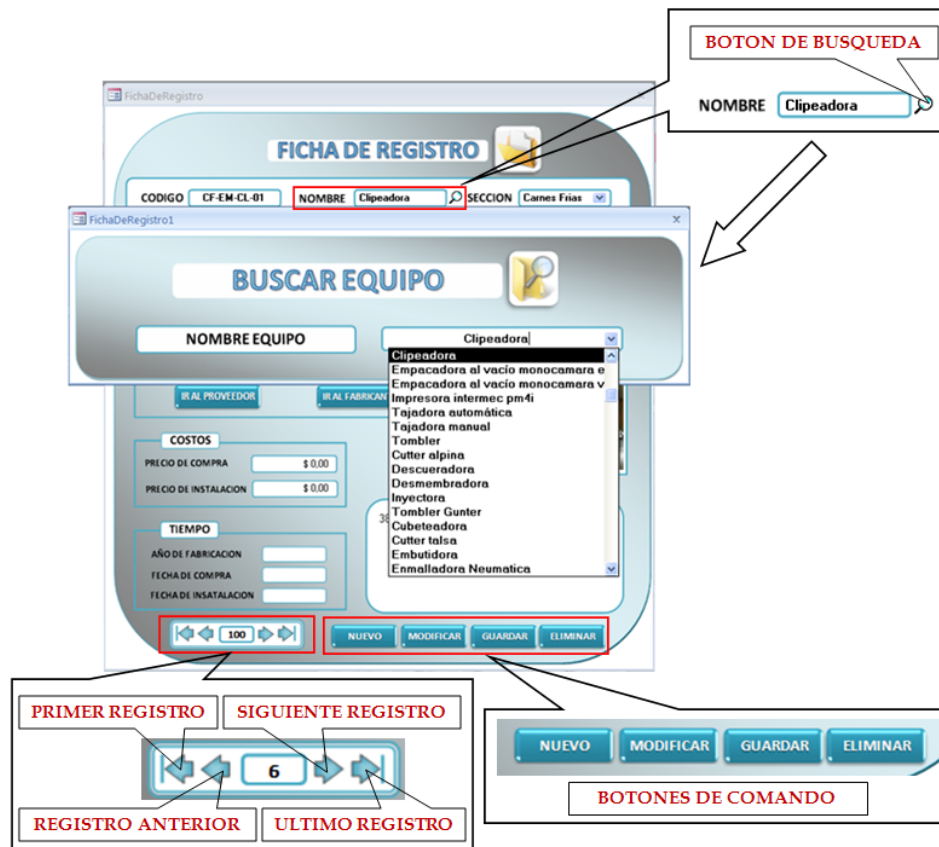 BOTON DE BUSQUEDA
NOMBRE Clipeadora
FichaDeRegistro
FICHA DE REGISTRO
CODIGO CF-EM-CL-01 NOMBRE Clipeadora SECCION Carnes Frias
FichaDeRegistro1 x
BUSCAR EQUIPO
NOMBRE EQUIPO Clipeadora
Clipeadora
Empacadora al vacío monocamara e
Empacadora al vacío monocamara v
Impresora intermec pm4i
Tajadora automática
Tajadora manual
Tombler
Cutter alpina
Descueradora
Desmembradora
Inyectora
Tombler Gunter
Cubeteadora
Cutter talsa
Embutidora
Enmalladora Neumatica
IR AL PROVEEDOR IR AL FABRICANT
COSTOS
PRECIO DE COMPRA $ 0,00
PRECIO DE INSTALACION $ 0,00
38
TIEMPO
AÑO DE FABRICACION
FECHA DE COMPRA
FECHA DE INSATALACION
100 NUEVO MODIFICAR GUARDAR ELIMINAR
PRIMER REGISTRO SIGUIENTE REGISTRO
6
REGISTRO ANTERIOR ULTIMO REGISTRO
NUEVO MODIFICAR GUARDAR ELIMINAR
BOTONES DE COMANDO